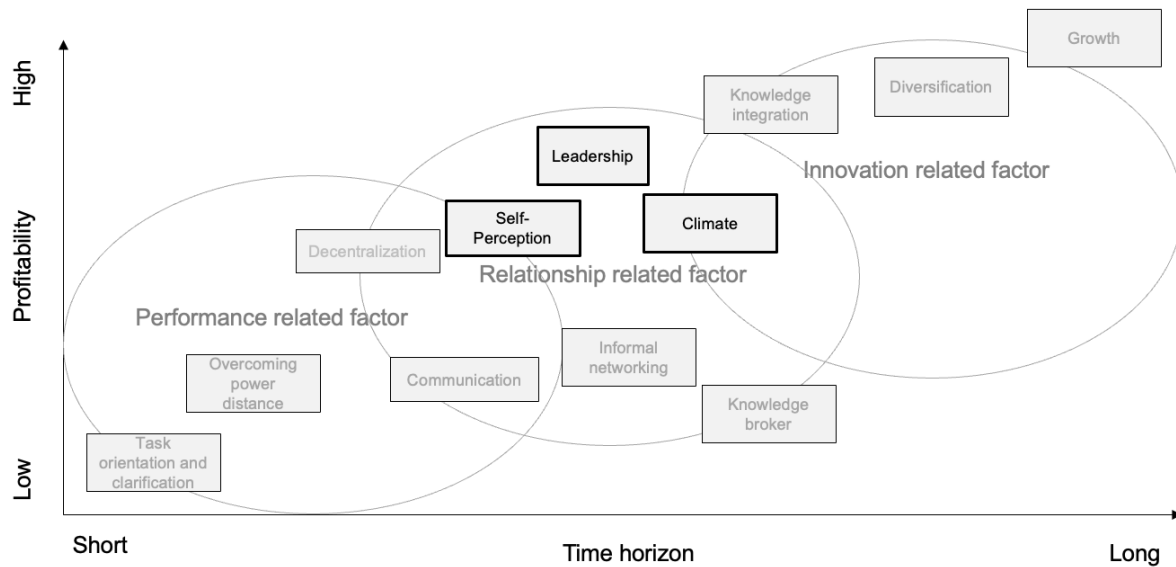 Growth
High
Diversification
Knowledge
integration
Leadership
Innovation related factor
Self-
Perception
Climate
Decentralization
Profitability
Relationship related factor
Performance related factor
Informal
networking
Overcoming
power
distance
Communication
Knowledge
broker
Task
orientation and
clarification
Low
Short
Time horizon
Long